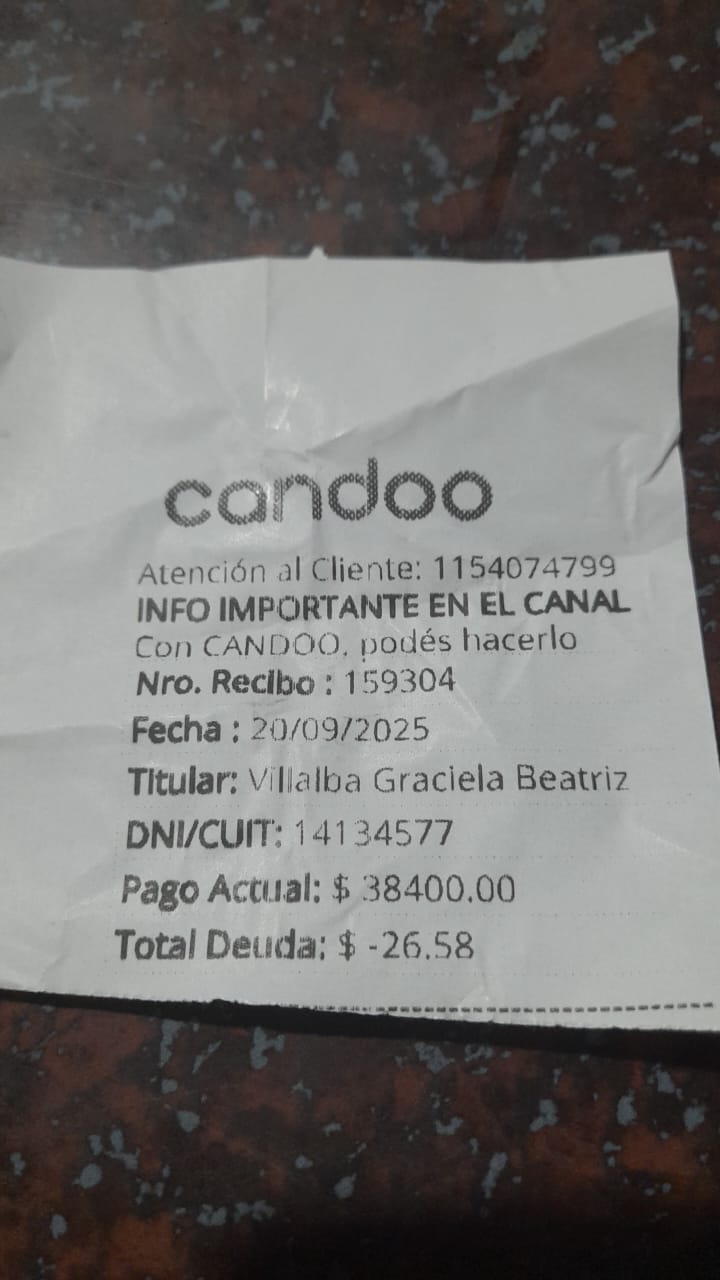 candoo
Atención al Cliente: 1154074799
INFO IMPORTANTE EN EL CANAL
Con CANDOO, podés hacerlo
Nro. Recibo : 159304
Fecha : 20/09/2025
Titular: Villalba Graciela Beatriz
DNI/CUIT: 14134577
Pago Actual: $ 38400.00
Total Deuda: $ -26.58